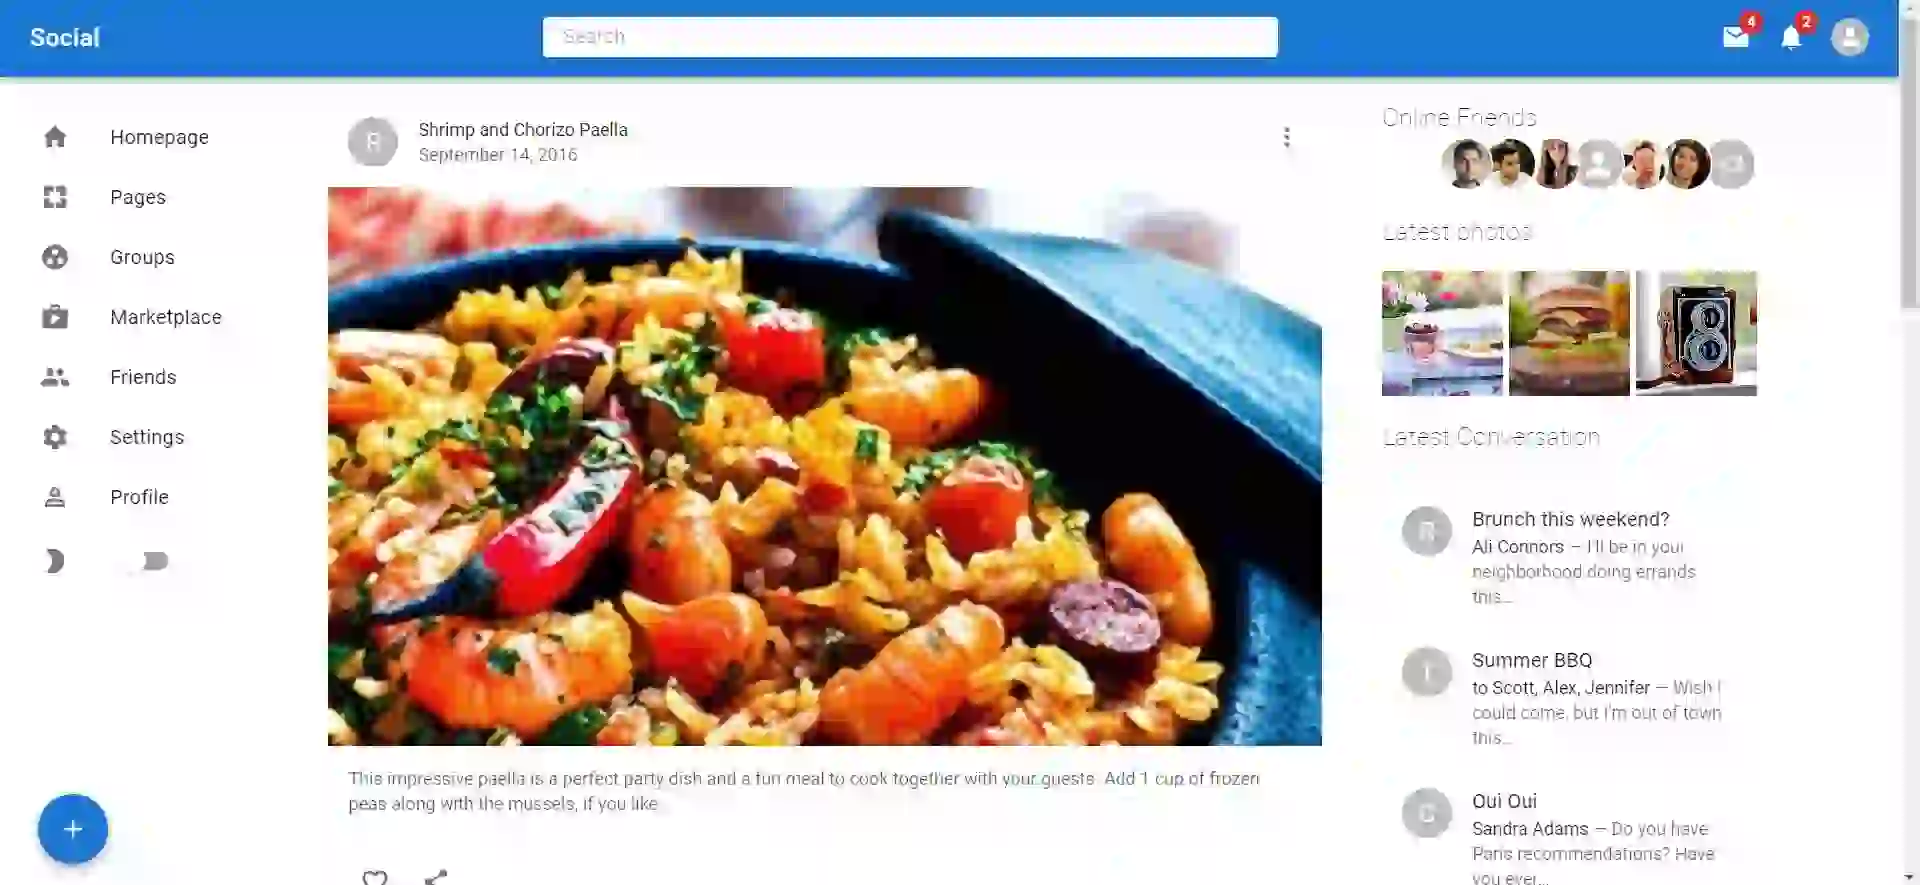 Social
Search
4
2
Homepage
Pages
Groups
Marketplace
Friends
Settings
Profile
R
Shrimp and Chorizo Paella
September 14, 2016
This impressive paella is a perfect party dish and a fun meal to cook together with your guests. Add 1 cup of frozen
peas along with the mussels, if you like.
Online Friends
Latest photos
Latest Conversation
Brunch this weekend?
Ali Connors — I'll be in your
neighborhood doing errands
this…
Summer BBQ
to Scott, Alex, Jennifer — Wish I
could come, but I'm out of town
this…
Oui Oui
Sandra Adams — Do you have
Paris recommendations? Have
you ever…